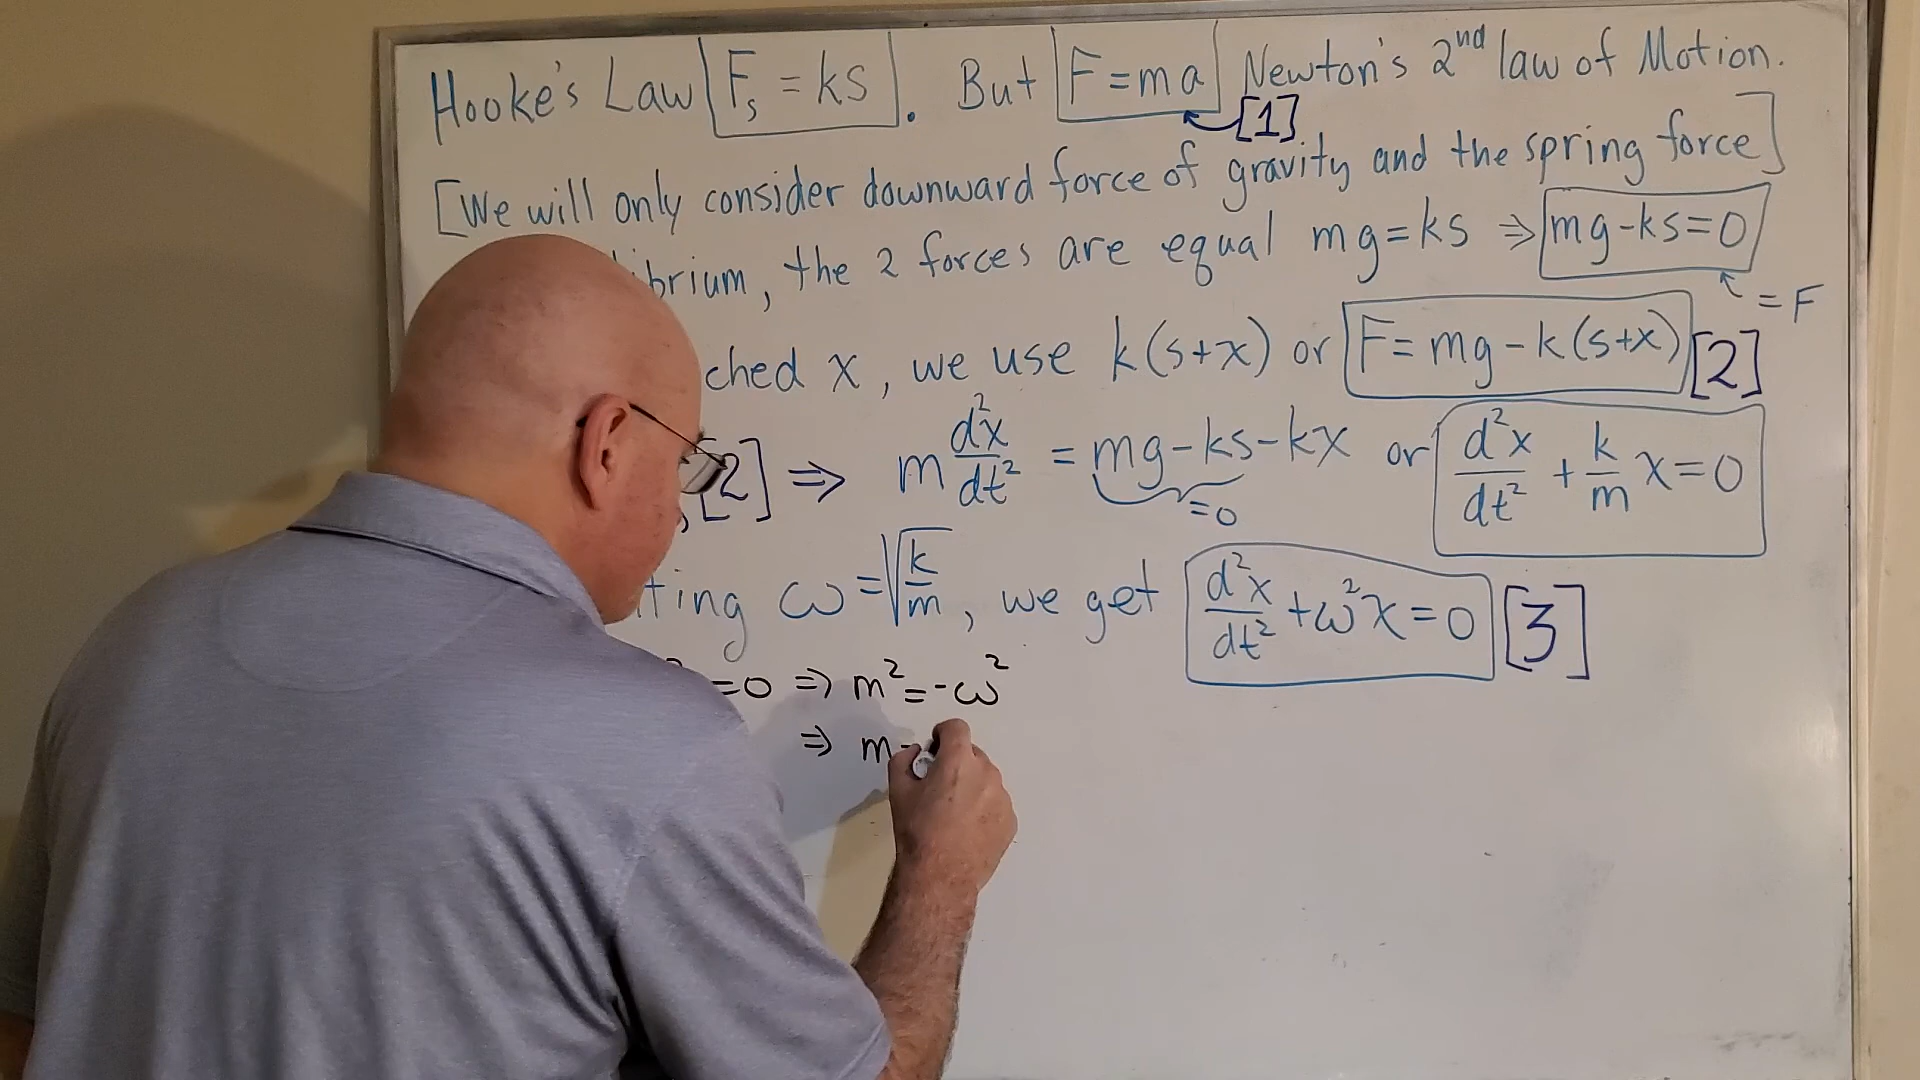 Hooke's Law F_s = ks. But F = ma Newton's 2nd law of Motion.
[1]
[We will only consider downward force of gravity and the spring force]
librium, the 2 forces are equal mg = ks ⇒ mg - ks = 0
= F
ched x, we use k(s+x) or F = mg - k(s+x) [2]
, [2] ⇒ m d²x/dt² = mg - ks - kx or d²x/dt² + k/m x = 0
= 0
tting ω = √(k/m), we get d²x/dt² + ω²x = 0 [3]
² = 0 ⇒ m² = -ω²
⇒ m